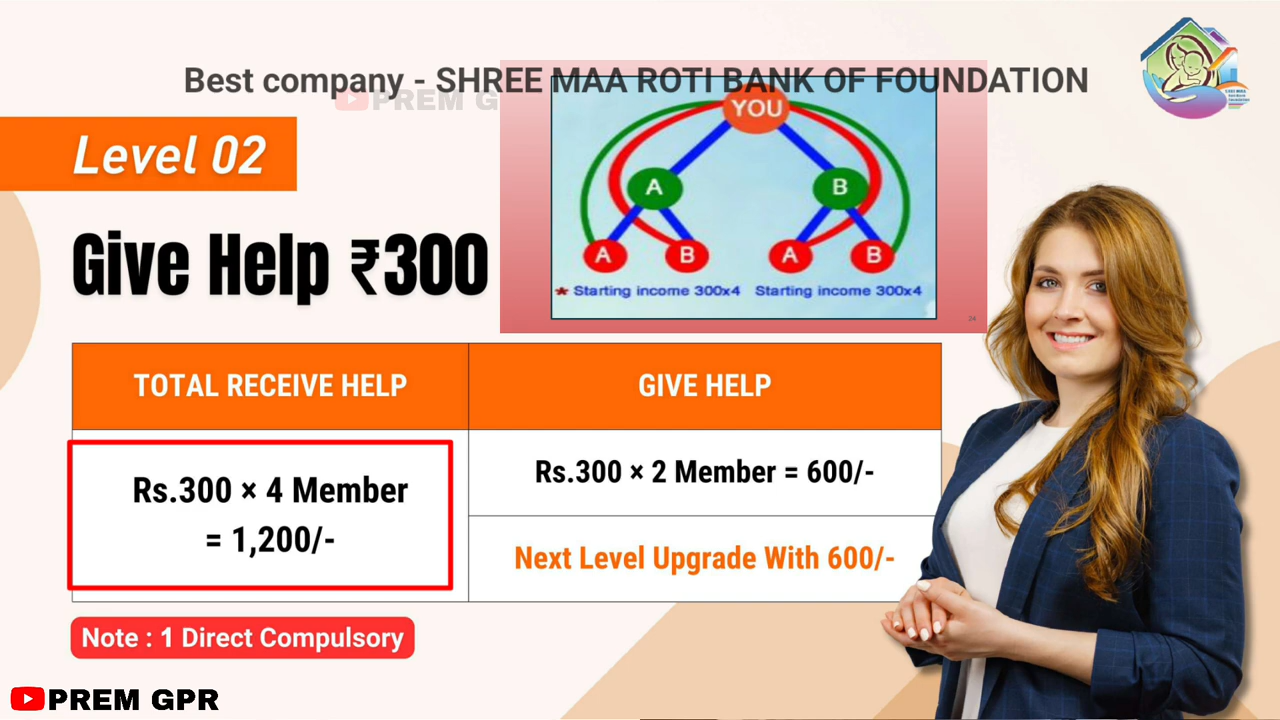 Best company - SHREE MAA ROTI BANK OF FOUNDATION
PREM G
Level 02
Give Help ₹300
YOU
A B
A B A B
* Starting income 300x4 Starting income 300x4
24
TOTAL RECEIVE HELP
GIVE HELP
Rs.300 × 4 Member
= 1,200/-
Rs.300 × 2 Member = 600/-
Next Level Upgrade With 600/-
Note : 1 Direct Compulsory
PREM GPR